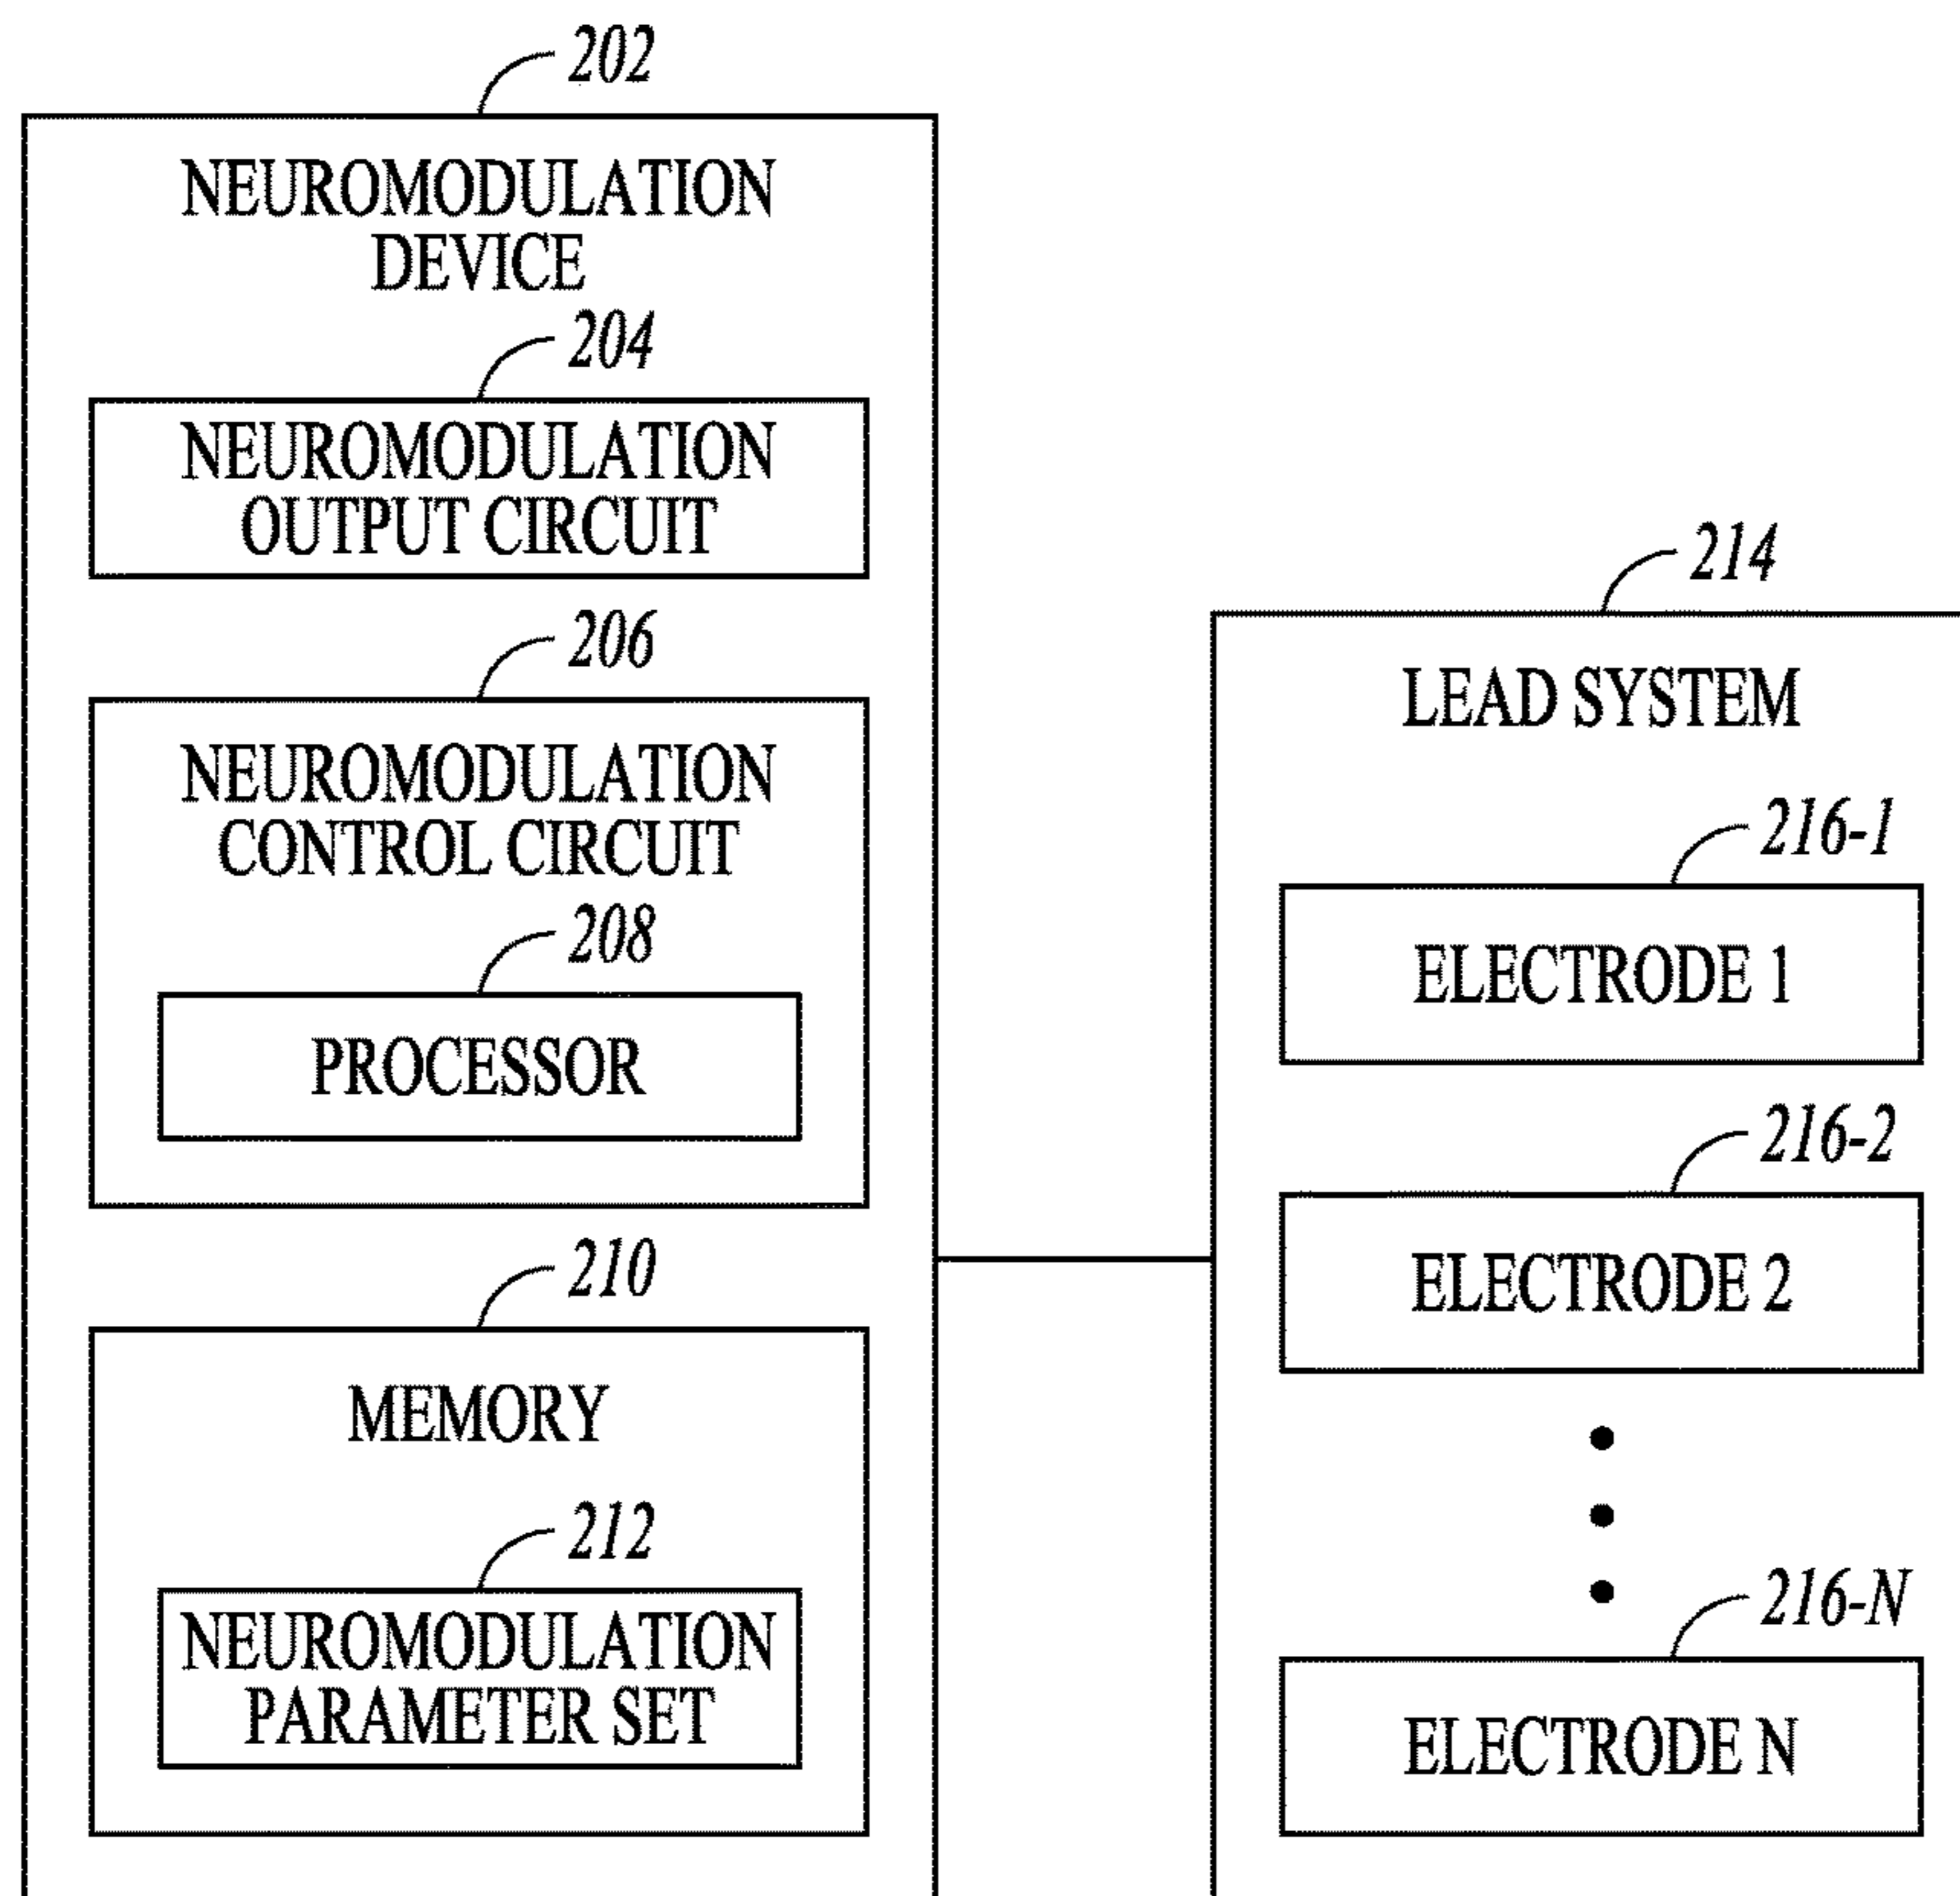 202
NEUROMODULATION
DEVICE
204
NEUROMODULATION
OUTPUT CIRCUIT
206
NEUROMODULATION
CONTROL CIRCUIT
208
PROCESSOR
210
MEMORY
212
NEUROMODULATION
PARAMETER SET
214
LEAD SYSTEM
216-1
ELECTRODE 1
216-2
ELECTRODE 2
216-N
ELECTRODE N